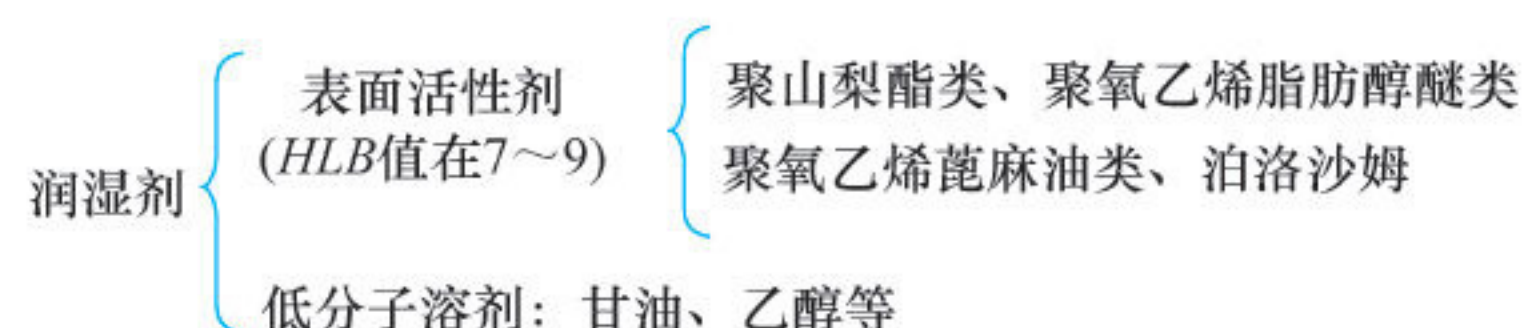 润湿剂
表面活性剂
(HLB值在7～9)
聚山梨酯类、聚氧乙烯脂肪醇醚类
聚氧乙烯蓖麻油类、泊洛沙姆
低分子溶剂：甘油、乙醇等